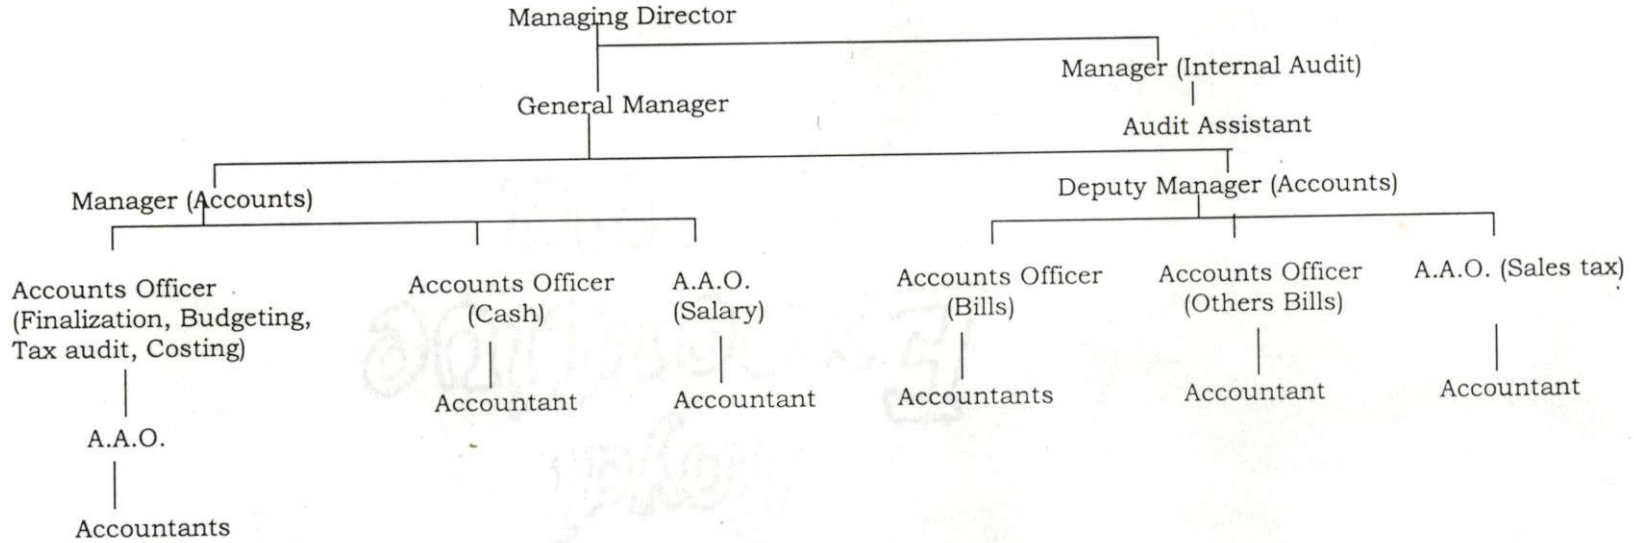 Managing Director
Manager (Internal Audit)
General Manager
Audit Assistant
Manager (Accounts)
Deputy Manager (Accounts)
Accounts Officer
(Finalization, Budgeting,
Tax audit, Costing)
Accounts Officer
(Cash)
A.A.O.
(Salary)
Accounts Officer
(Bills)
Accounts Officer
(Others Bills)
A.A.O. (Sales tax)
Accountant
Accountant
Accountants
Accountant
Accountant
A.A.O.
Accountants